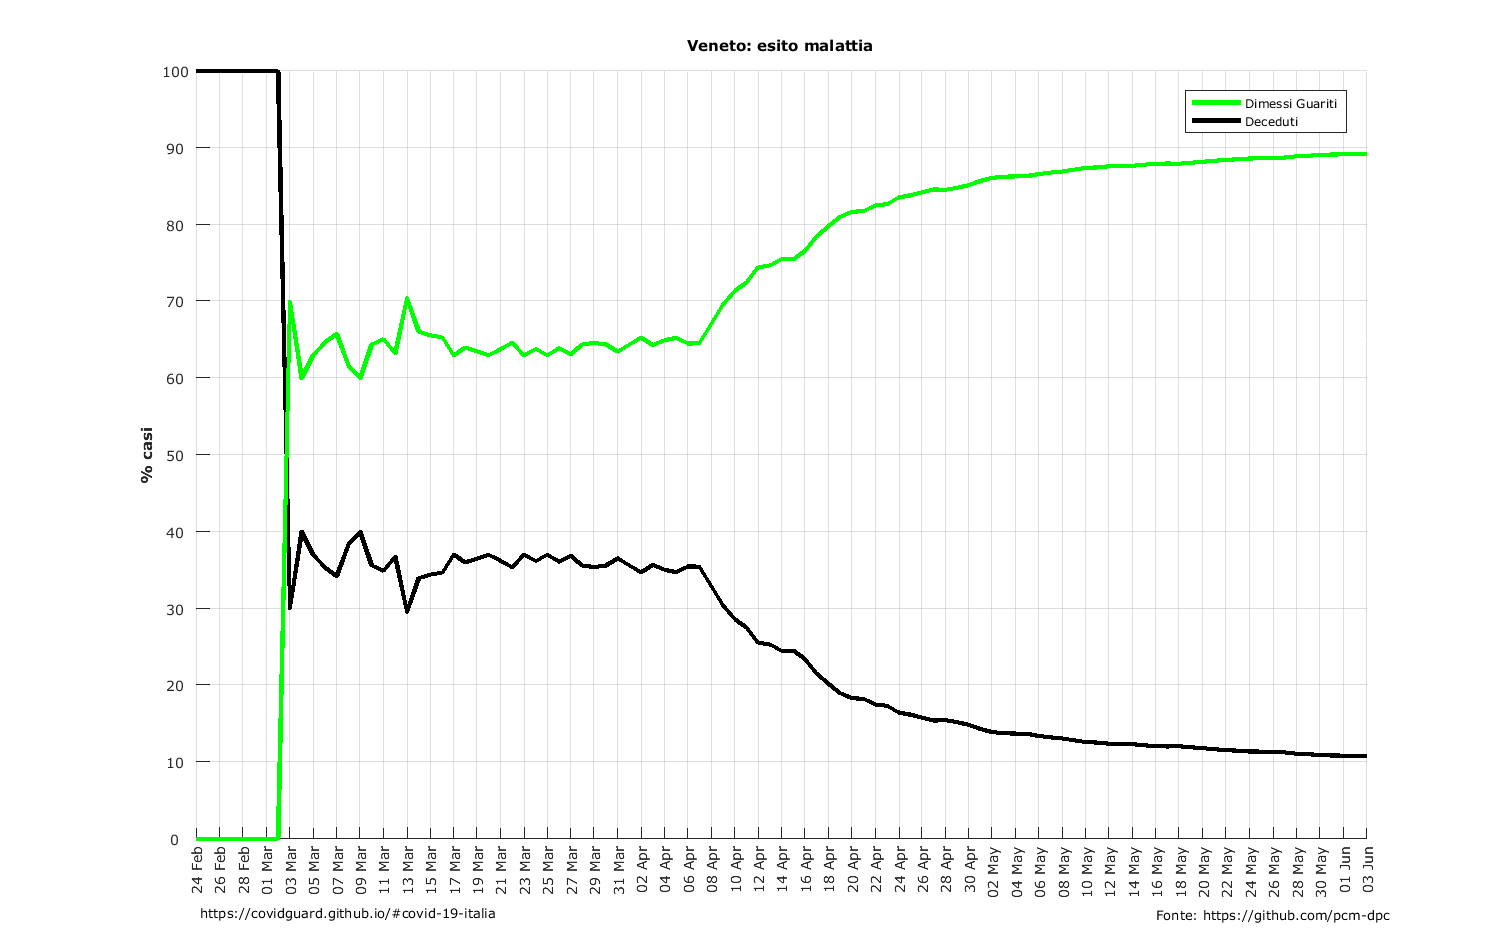 Veneto: esito malattia
Dimessi Guariti
Deceduti
% casi
100
90
80
70
60
50
40
30
20
10
0
24 Feb
26 Feb
28 Feb
01 Mar
03 Mar
05 Mar
07 Mar
09 Mar
11 Mar
13 Mar
15 Mar
17 Mar
19 Mar
21 Mar
23 Mar
25 Mar
27 Mar
29 Mar
31 Mar
02 Apr
04 Apr
06 Apr
08 Apr
10 Apr
12 Apr
14 Apr
16 Apr
18 Apr
20 Apr
22 Apr
24 Apr
26 Apr
28 Apr
30 Apr
02 May
04 May
06 May
08 May
10 May
12 May
14 May
16 May
18 May
20 May
22 May
24 May
26 May
28 May
30 May
01 Jun
03 Jun
https://covidguard.github.io/#covid-19-italia
Fonte: https://github.com/pcm-dpc